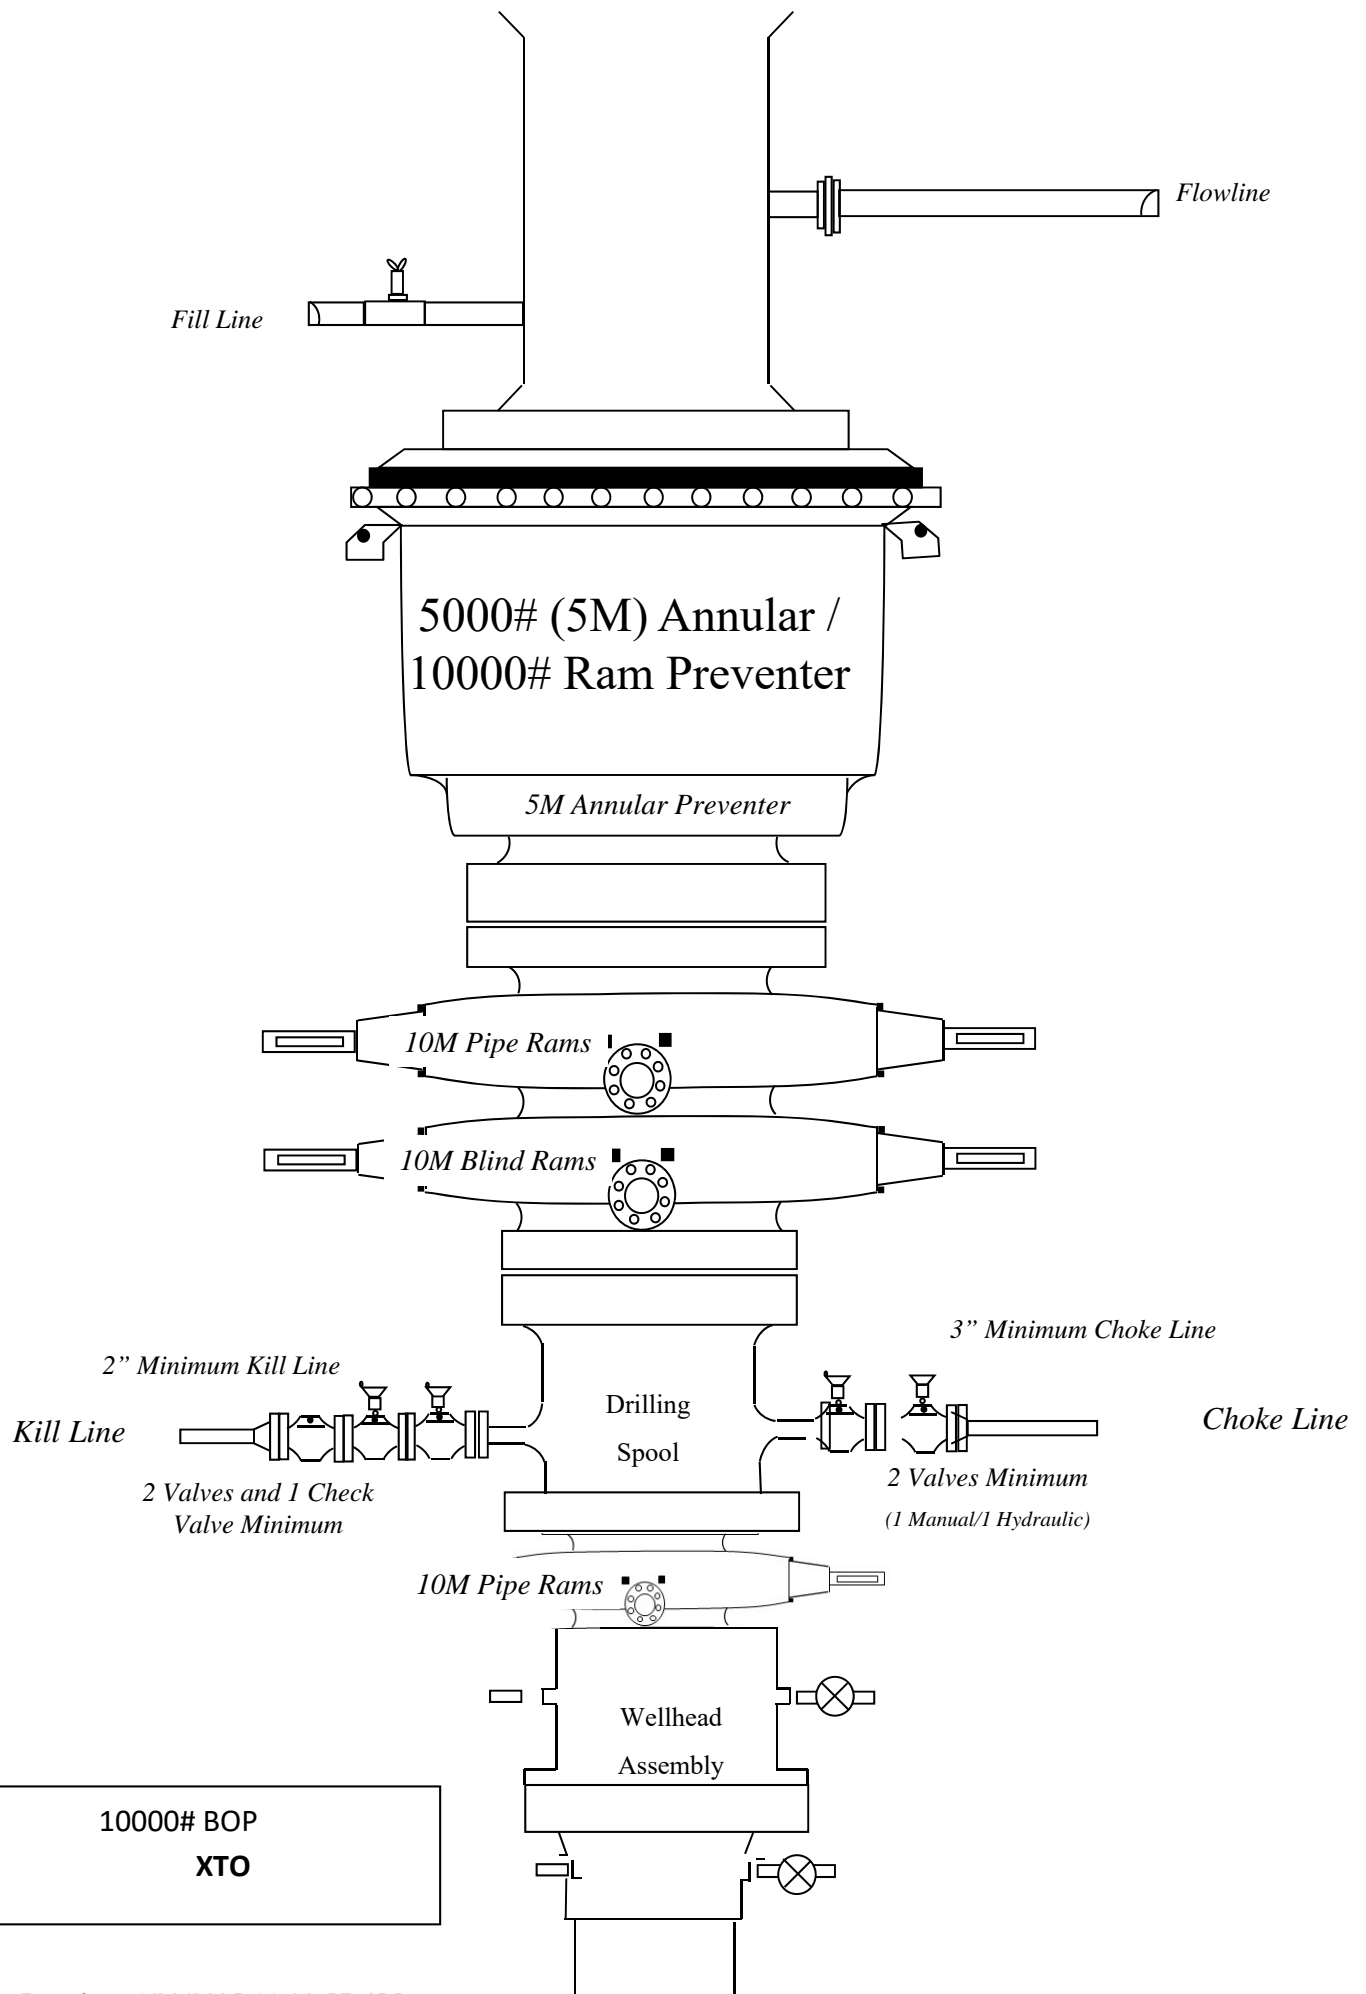 Flowline
Fill Line
5000# (5M) Annular /
10000# Ram Preventer
5M Annular Preventer
10M Pipe Rams
10M Blind Rams
3” Minimum Choke Line
2” Minimum Kill Line
Drilling
Spool
Kill Line
Choke Line
2 Valves and 1 Check
Valve Minimum
2 Valves Minimum
(1 Manual/1 Hydraulic)
10M Pipe Rams
Wellhead
Assembly
10000# BOP
XTO